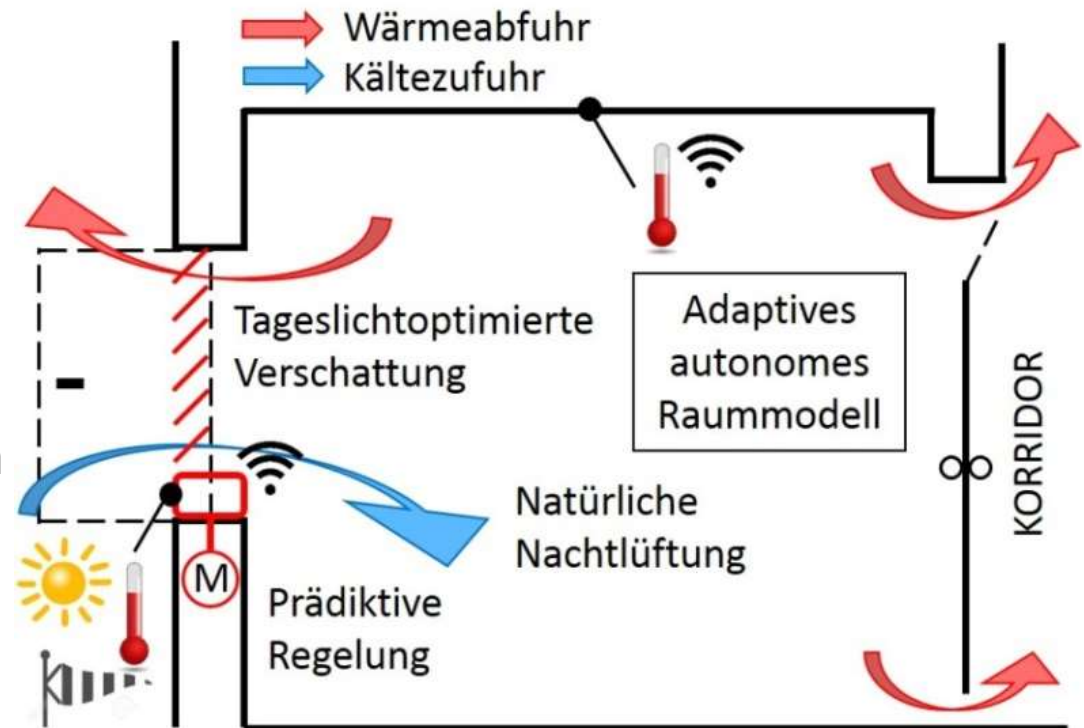 Wärmeabfuhr
Kältezufuhr
Tageslichtoptimierte
Verschattung
Adaptives
autonomes
Raummodell
KORRIDOR
Natürliche
Nachtlüftung
M
Prädiktive
Regelung